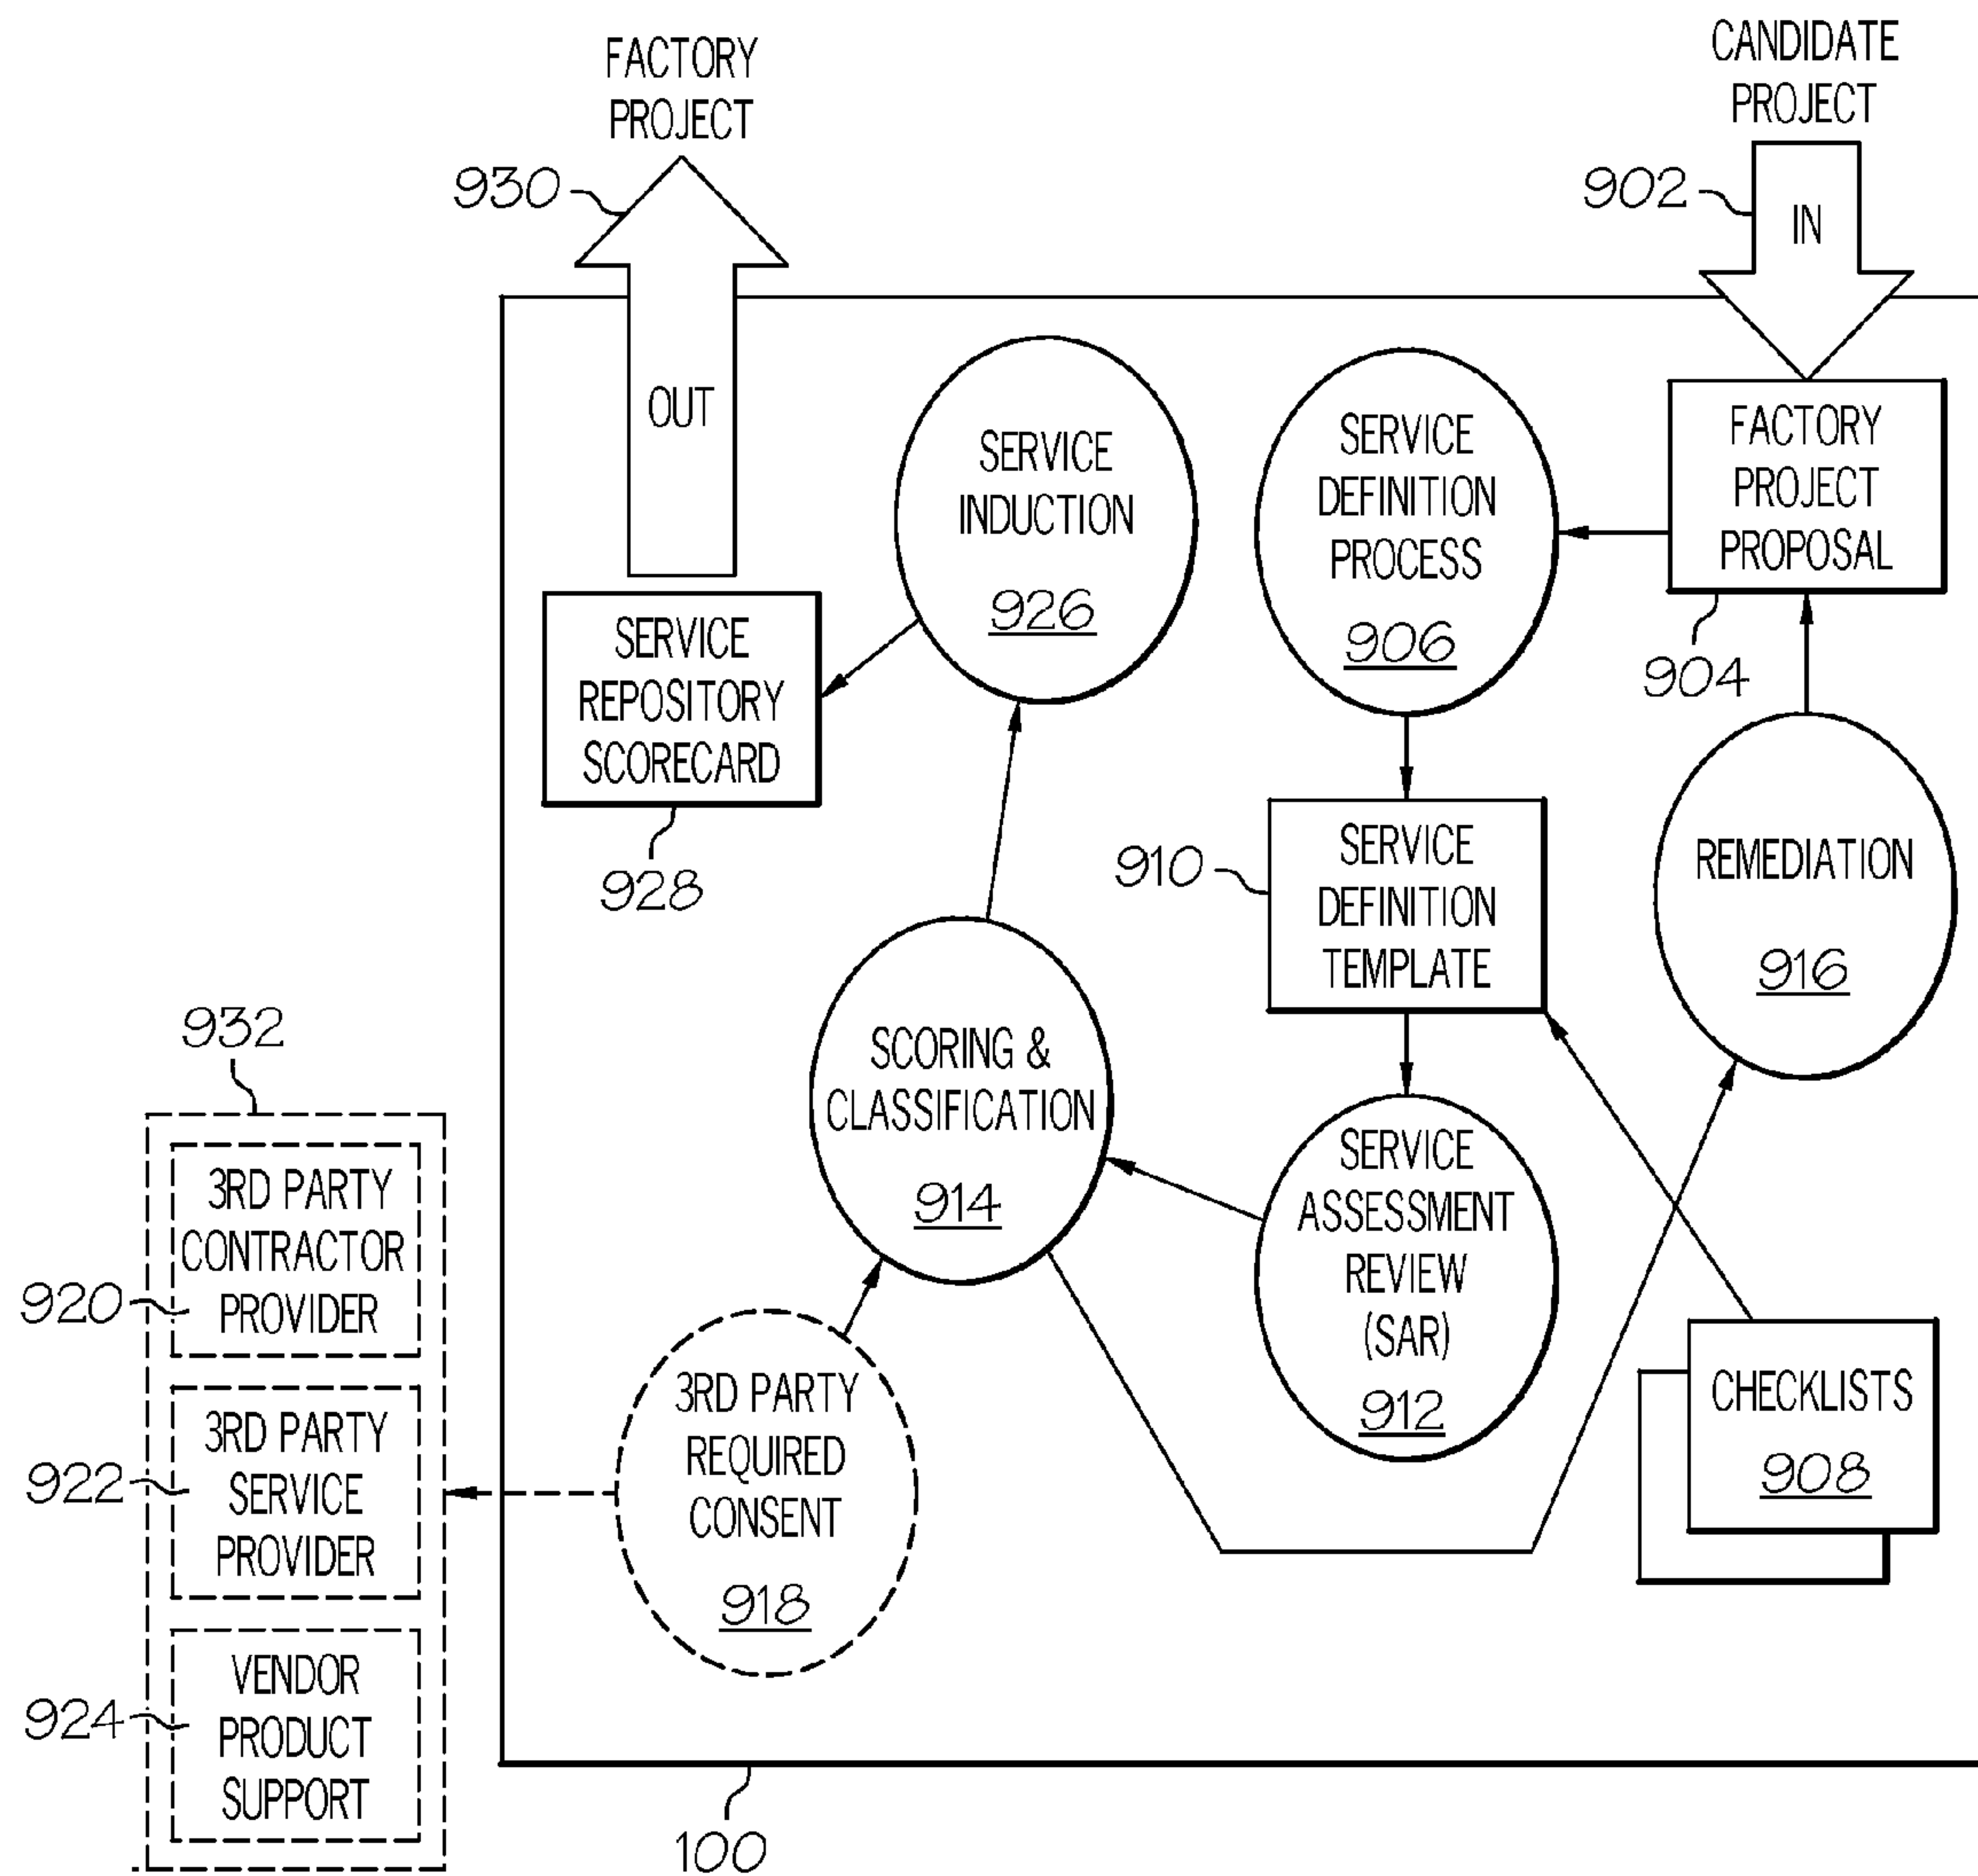 FACTORY
PROJECT
930
OUT
CANDIDATE
PROJECT
902
IN
SERVICE
INDUCTION
926
SERVICE
DEFINITION
PROCESS
906
FACTORY
PROJECT
PROPOSAL
904
SERVICE
REPOSITORY
SCORECARD
928
910
SERVICE
DEFINITION
TEMPLATE
REMEDIATION
916
SCORING &
CLASSIFICATION
914
SERVICE
ASSESSMENT
REVIEW
(SAR)
912
CHECKLISTS
908
3RD PARTY
REQUIRED
CONSENT
918
932
3RD PARTY
CONTRACTOR
PROVIDER
920
3RD PARTY
SERVICE
PROVIDER
922
VENDOR
PRODUCT
SUPPORT
924
100